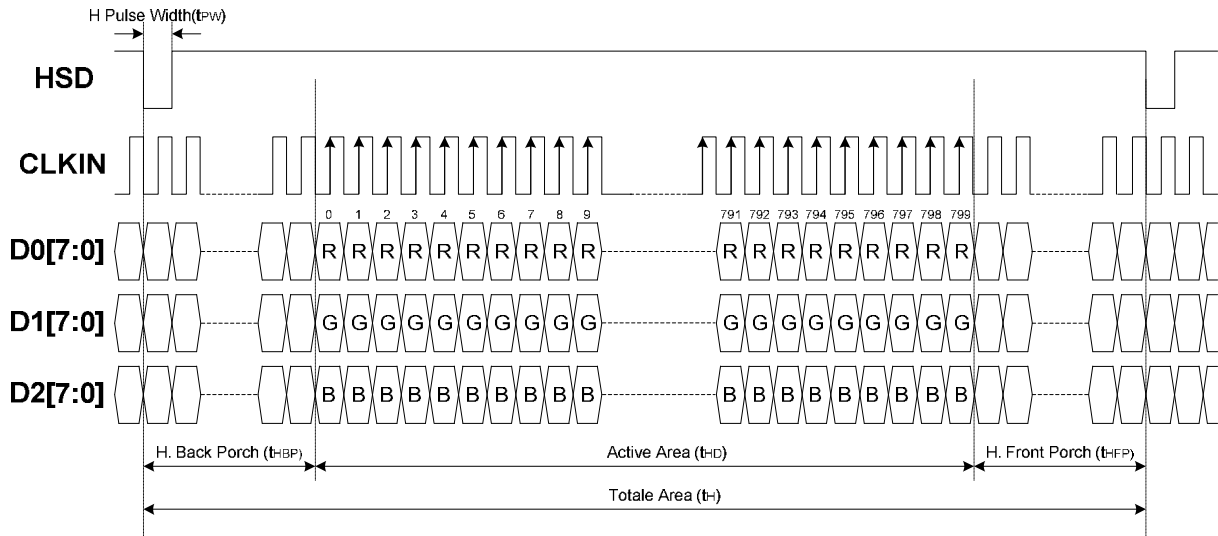 H Pulse Width(tPW)
HSD
CLKIN
0 1 2 3 4 5 6 7 8 9 791 792 793 794 795 796 797 798 799
D0[7:0] R R R R R R R R R R R R R R R R R R R
D1[7:0] G G G G G G G G G G G G G G G G G G G
D2[7:0] B B B B B B B B B B B B B B B B B B B
H. Back Porch (tHBP) Active Area (tHD) H. Front Porch (tHFP)
Totale Area (tH)